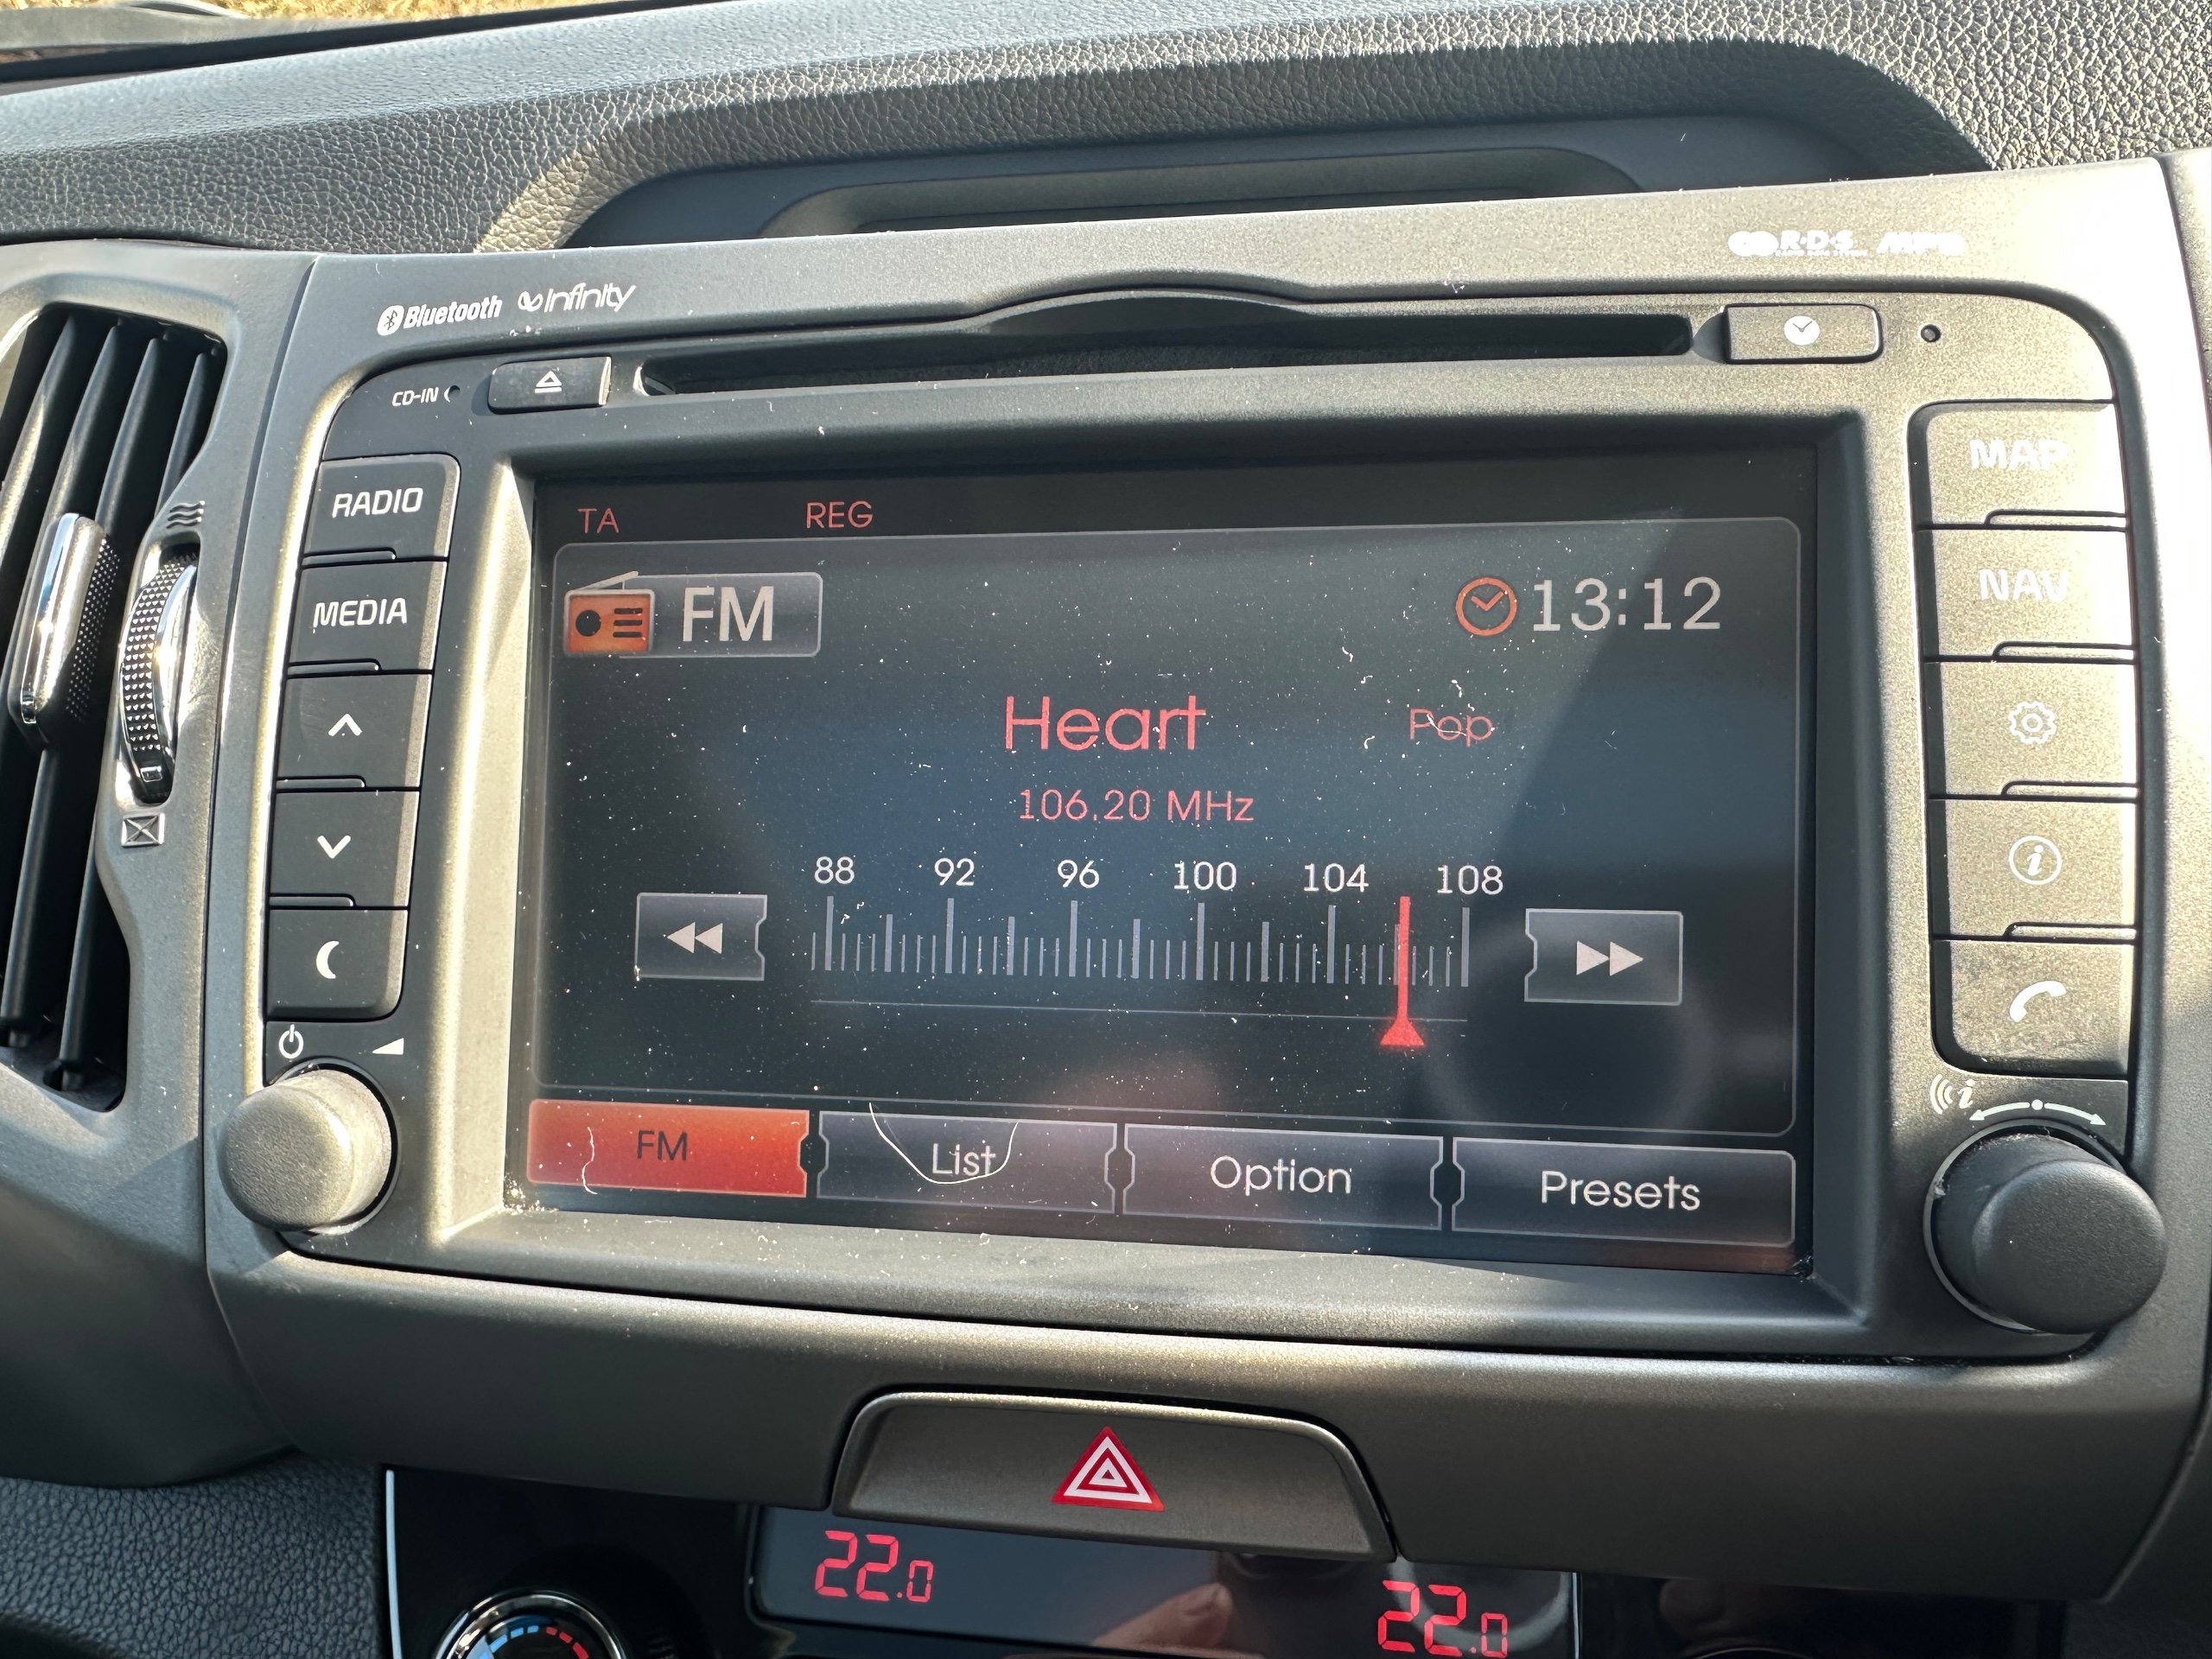 Bluetooth infinity
R·D·S
CD-IN
RADIO
MEDIA
MAP
NAV
TA REG
FM 13:12
Heart Pop
106.20 MHz
88 92 96 100 104 108
FM List Option Presets
22.0 22.0